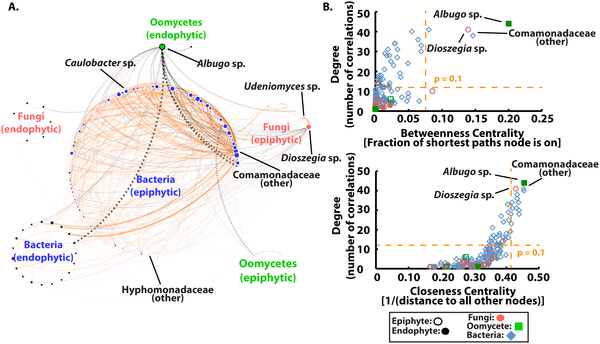 A.
Oomycetes
(endophytic)
Albugo sp.
Caulobacter sp.
Udeniomyces sp.
Fungi
(endophytic)
Fungi
(epiphytic)
Dioszegia sp.
Bacteria
(epiphytic)
Comamonadaceae
(other)
Bacteria
(endophytic)
Oomycetes
(epiphytic)
Hyphomonadaceae
(other)
B.
Degree
(number of correlations)
50
40
30
20
10
0
Albugo sp.
Comamonadaceae
(other)
Dioszegia sp.
p = 0.1
0.00 0.05 0.10 0.15 0.20 0.25
Betweenness Centrality
[Fraction of shortest paths node is on]
Degree
(number of correlations)
50
40
30
20
10
0
Albugo sp.
Comamonadaceae
(other)
Dioszegia sp.
p = 0.1
0.00 0.10 0.20 0.30 0.40 0.50
Closeness Centrality
[1/(distance to all other nodes)]
Epiphyte:
Endophyte:
Fungi:
Oomycete:
Bacteria: